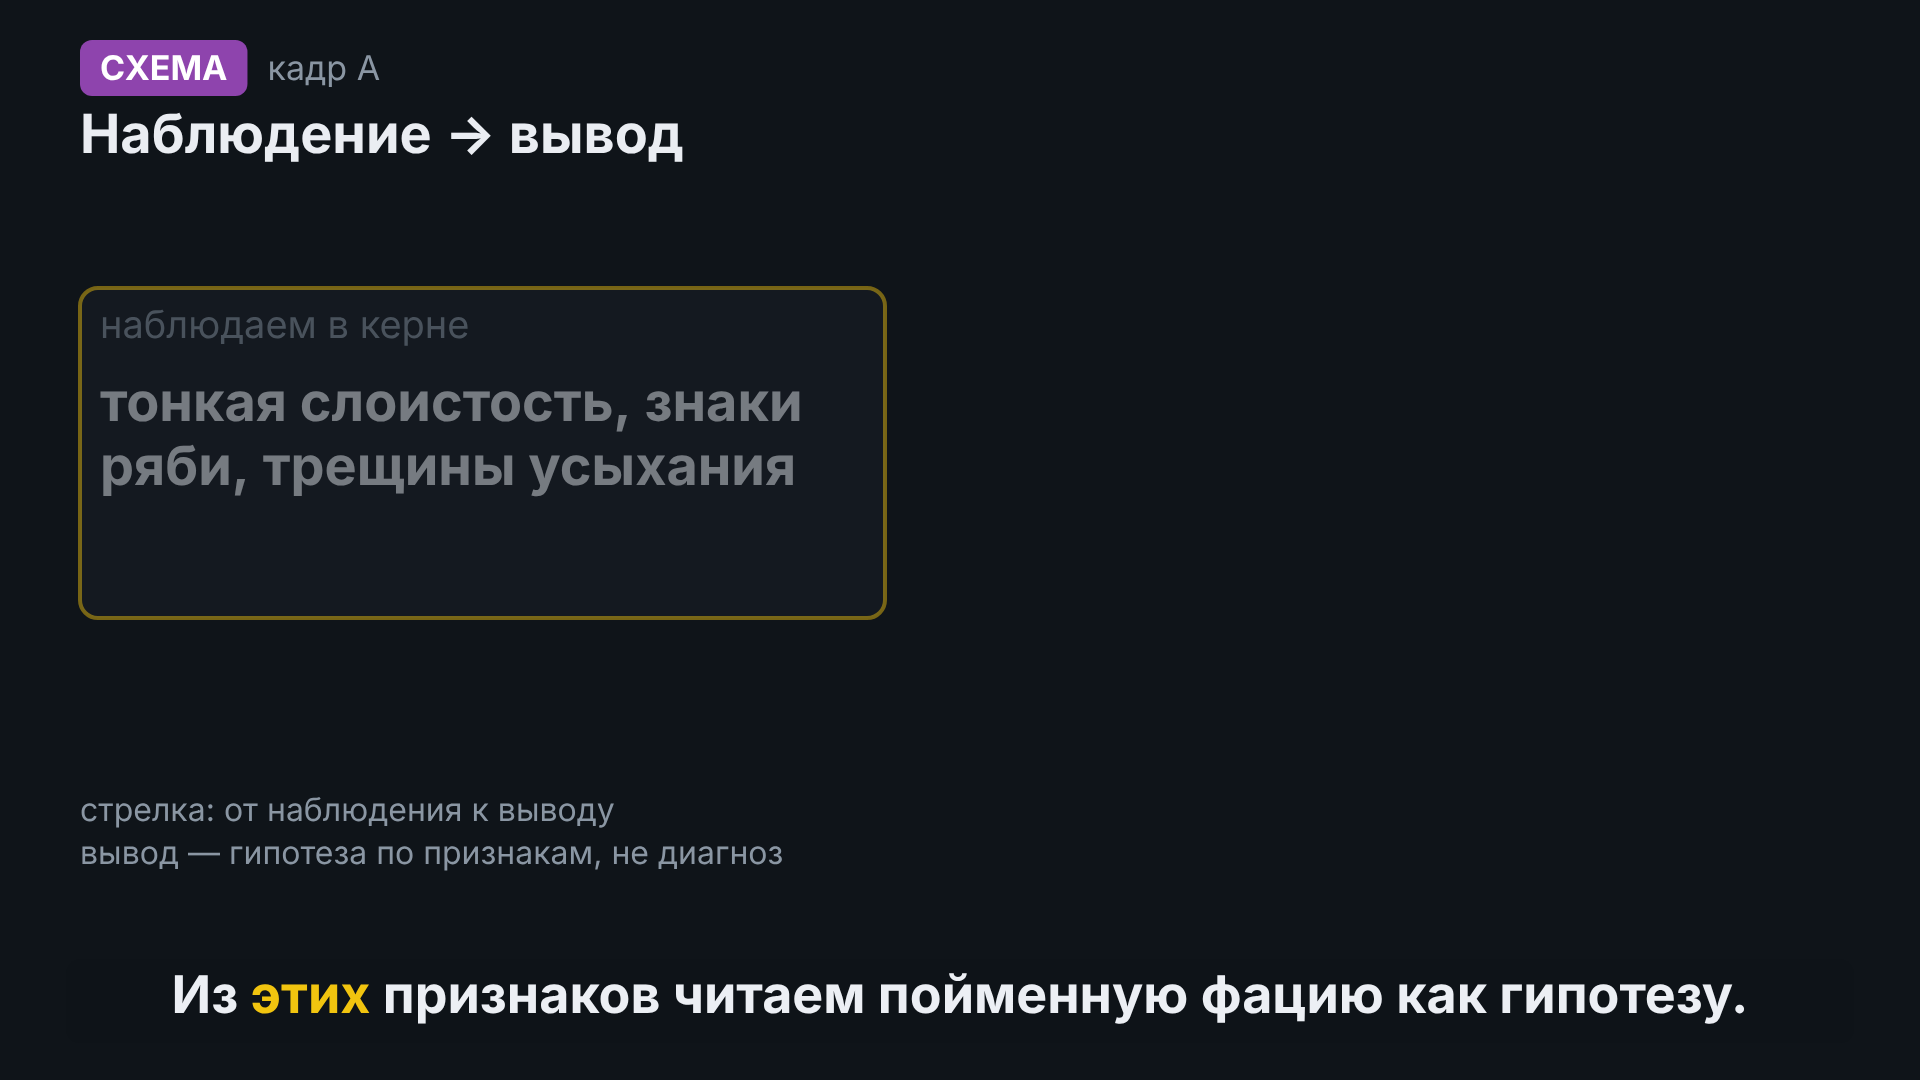 СХЕМА кадр А
Наблюдение → вывод
наблюдаем в керне
тонкая слоистость, знаки
ряби, трещины усыхания
стрелка: от наблюдения к выводу
вывод — гипотеза по признакам, не диагноз
Из этих признаков читаем пойменную фацию как гипотезу.